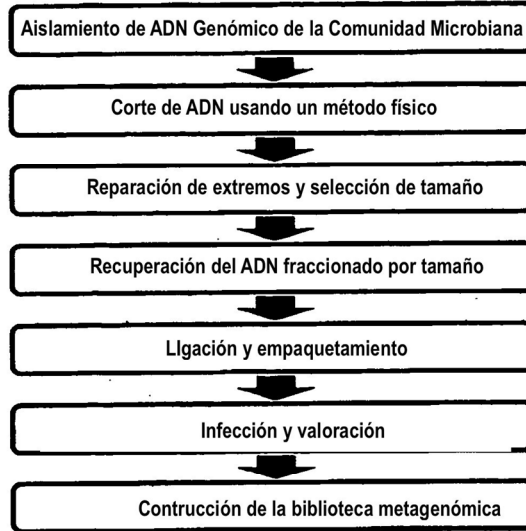 Aislamiento de ADN Genómico de la Comunidad Microbiana
Corte de ADN usando un método físico
Reparación de extremos y selección de tamaño
Recuperación del ADN fraccionado por tamaño
LIgación y empaquetamiento
Infección y valoración
Contrucción de la biblioteca metagenómica